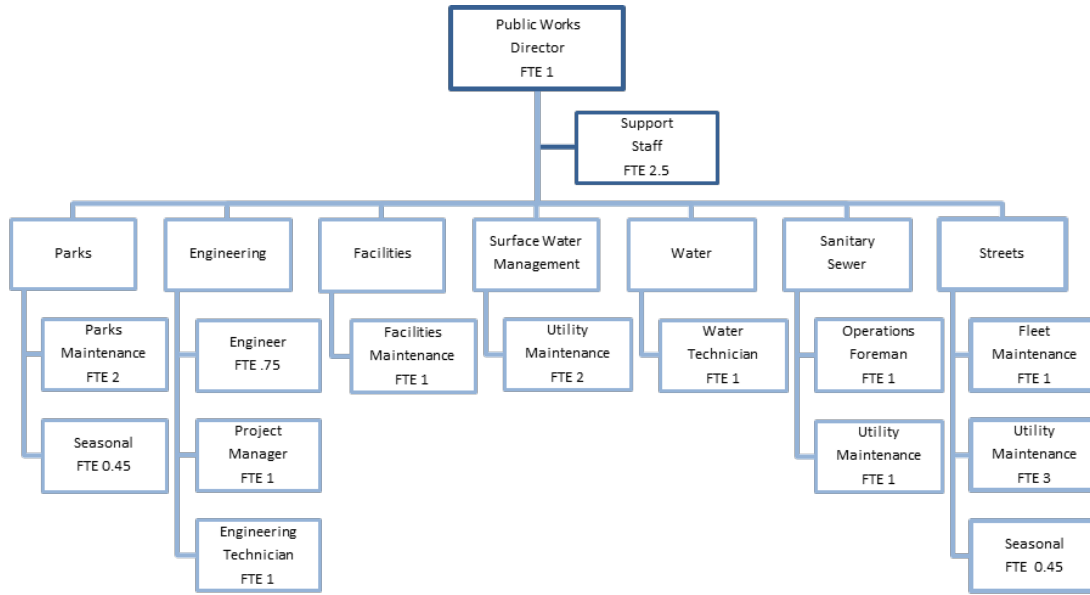 Public Works
Director
FTE 1
Support
Staff
FTE 2.5
Parks
Engineering
Facilities
Surface Water
Management
Water
Sanitary
Sewer
Streets
Parks
Maintenance
FTE 2
Seasonal
FTE 0.45
Engineer
FTE .75
Project
Manager
FTE 1
Engineering
Technician
FTE 1
Facilities
Maintenance
FTE 1
Utility
Maintenance
FTE 2
Water
Technician
FTE 1
Operations
Foreman
FTE 1
Utility
Maintenance
FTE 1
Fleet
Maintenance
FTE 1
Utility
Maintenance
FTE 3
Seasonal
FTE 0.45